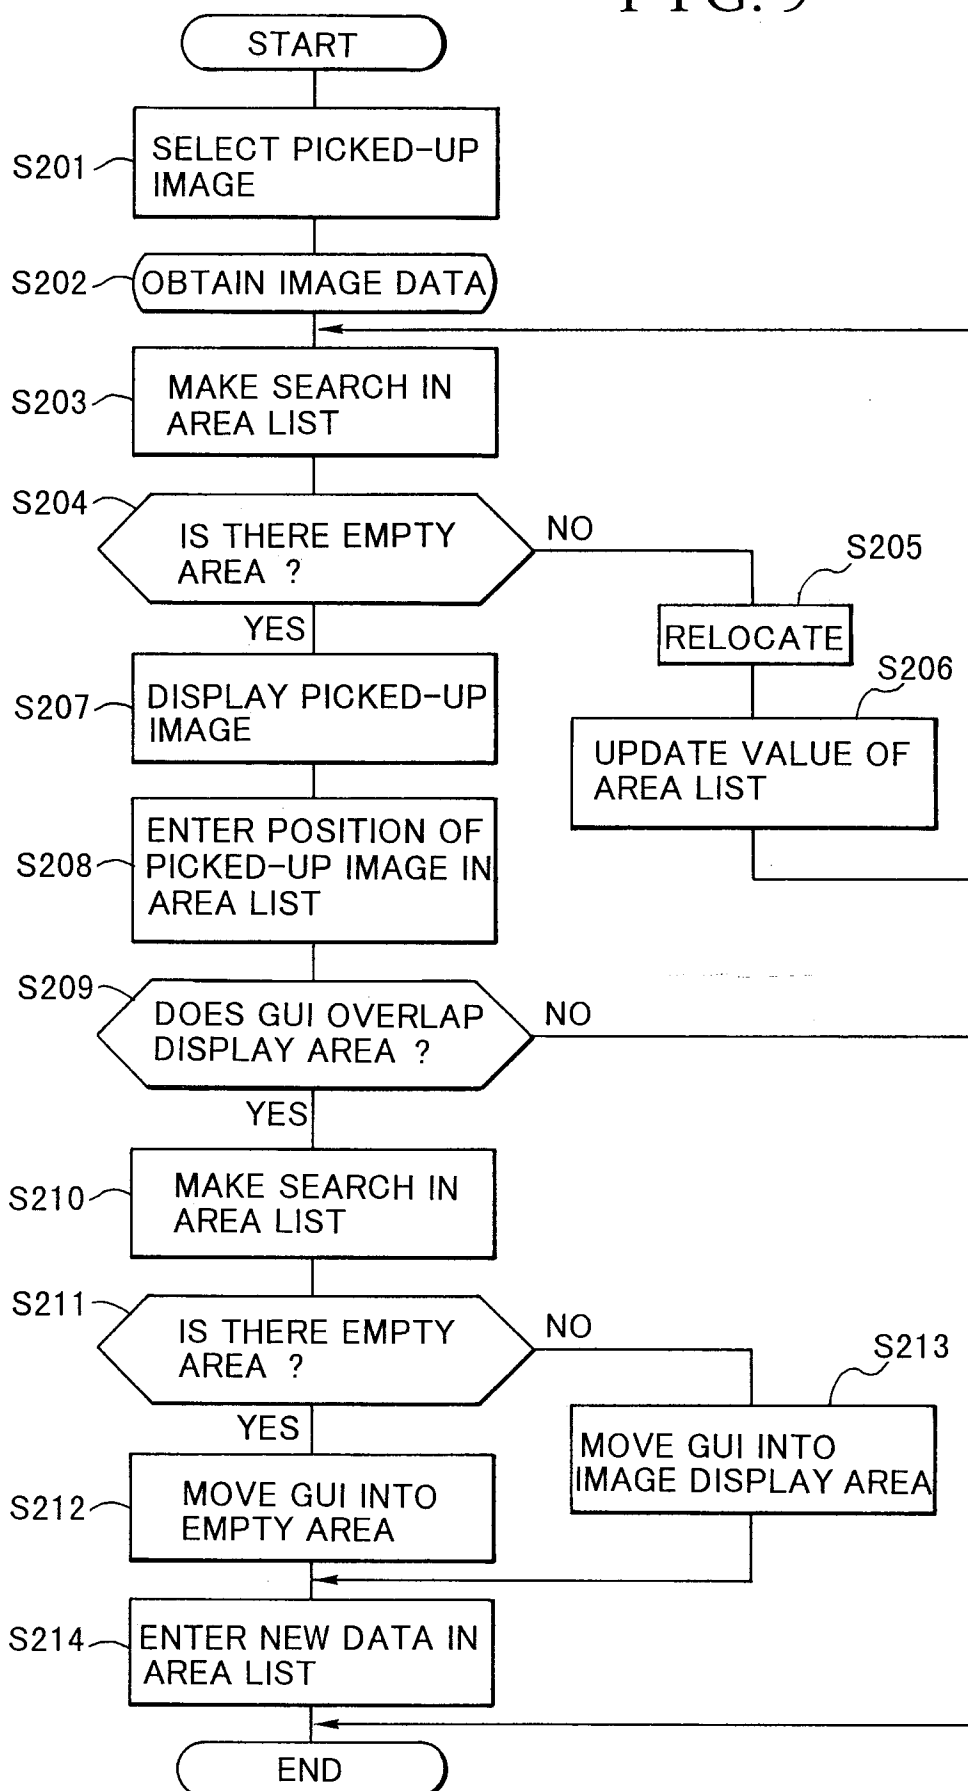 FIG. 9
START
S201
SELECT PICKED-UP
IMAGE
S202
OBTAIN IMAGE DATA
S203
MAKE SEARCH IN
AREA LIST
S204
IS THERE EMPTY
AREA ?
NO
YES
S205
RELOCATE
S206
UPDATE VALUE OF
AREA LIST
S207
DISPLAY PICKED-UP
IMAGE
S208
ENTER POSITION OF
PICKED-UP IMAGE IN
AREA LIST
S209
DOES GUI OVERLAP
DISPLAY AREA ?
NO
YES
S210
MAKE SEARCH IN
AREA LIST
S211
IS THERE EMPTY
AREA ?
NO
YES
S213
MOVE GUI INTO
IMAGE DISPLAY AREA
S212
MOVE GUI INTO
EMPTY AREA
S214
ENTER NEW DATA IN
AREA LIST
END